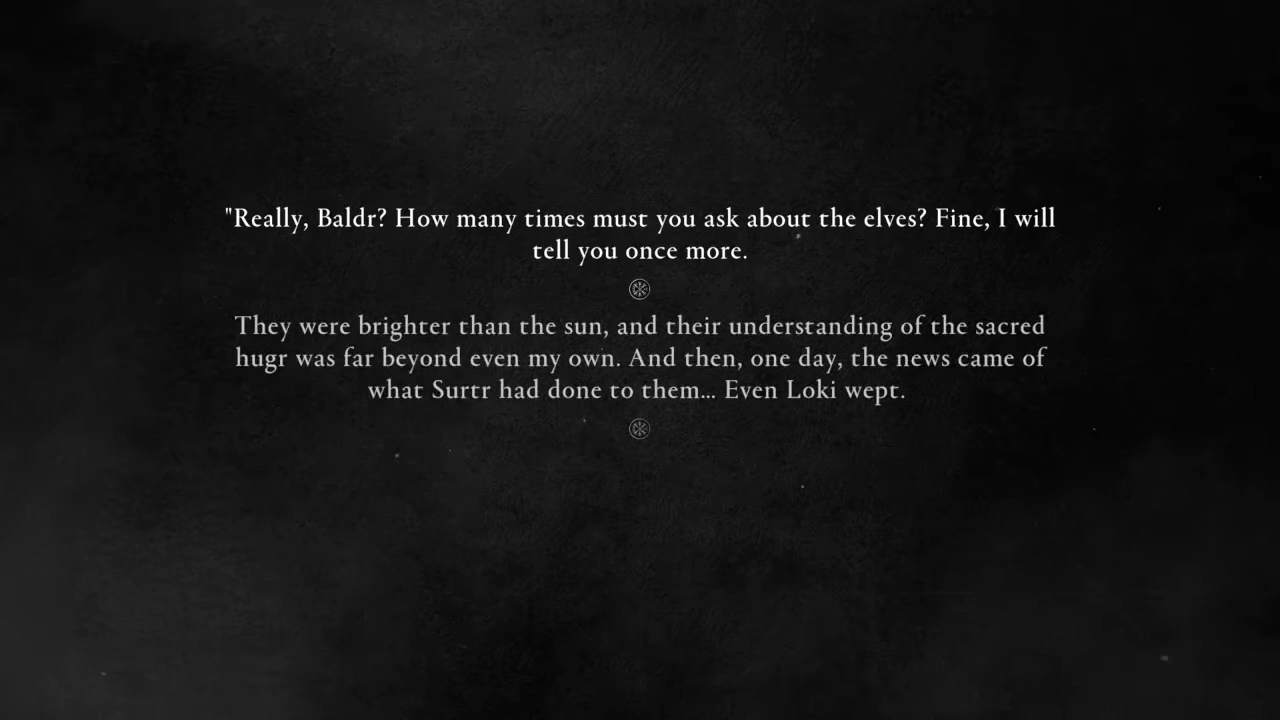 "Really, Baldr? How many times must you ask about the elves? Fine, I will
tell you once more.
They were brighter than the sun, and their understanding of the sacred
hugr was far beyond even my own. And then, one day, the news came of
what Surtr had done to them... Even Loki wept.